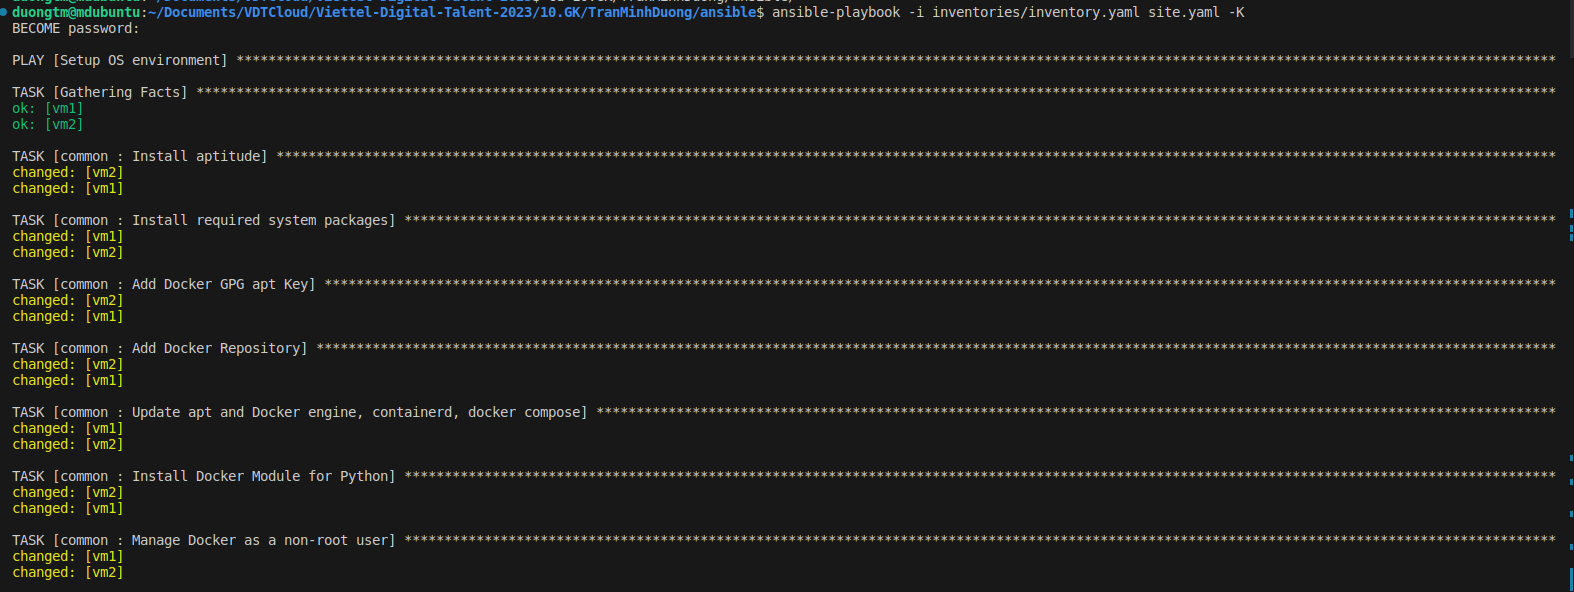 duongtm@mdubuntu:~/Documents/VDTCloud/Viettel-Digital-Talent-2023/10.GK/TranMinhDuong/ansible$ ansible-playbook -i inventories/inventory.yaml site.yaml -K
BECOME password:
PLAY [Setup OS environment] ********************************************************************************************************************************************************************
TASK [Gathering Facts] *************************************************************************************************************************************************************************
ok: [vm1]
ok: [vm2]
TASK [common : Install aptitude] ***************************************************************************************************************************************************************
changed: [vm2]
changed: [vm1]
TASK [common : Install required system packages] ***********************************************************************************************************************************************
changed: [vm1]
changed: [vm2]
TASK [common : Add Docker GPG apt Key] *********************************************************************************************************************************************************
changed: [vm2]
changed: [vm1]
TASK [common : Add Docker Repository] **********************************************************************************************************************************************************
changed: [vm2]
changed: [vm1]
TASK [common : Update apt and Docker engine, containerd, docker compose] ***********************************************************************************************************************
changed: [vm1]
changed: [vm2]
TASK [common : Install Docker Module for Python] ***********************************************************************************************************************************************
changed: [vm2]
changed: [vm1]
TASK [common : Manage Docker as a non-root user] ***********************************************************************************************************************************************
changed: [vm1]
changed: [vm2]